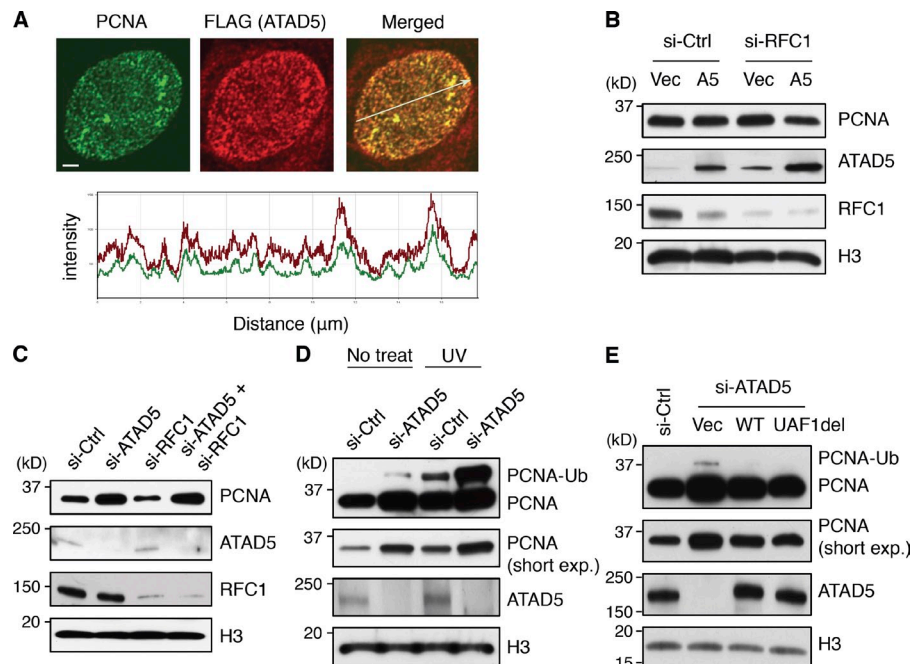 A
PCNA
FLAG (ATAD5)
Merged
intensity
Distance (µm)
B
si-Ctrl
si-RFC1
(kD)
Vec
A5
Vec
A5
37
PCNA
250
ATAD5
150
RFC1
20
H3
C
si-Ctrl
si-ATAD5
si-RFC1
si-ATAD5 +
si-RFC1
(kD)
37
PCNA
250
ATAD5
150
RFC1
20
H3
D
No treat
UV
si-Ctrl
si-ATAD5
si-Ctrl
si-ATAD5
(kD)
PCNA-Ub
37
PCNA
37
PCNA
(short exp.)
250
ATAD5
20
H3
E
si-ATAD5
si-Ctrl
Vec
WT
UAF1del
(kD)
PCNA-Ub
37
PCNA
37
PCNA
(short exp.)
250
ATAD5
150
20
H3
15